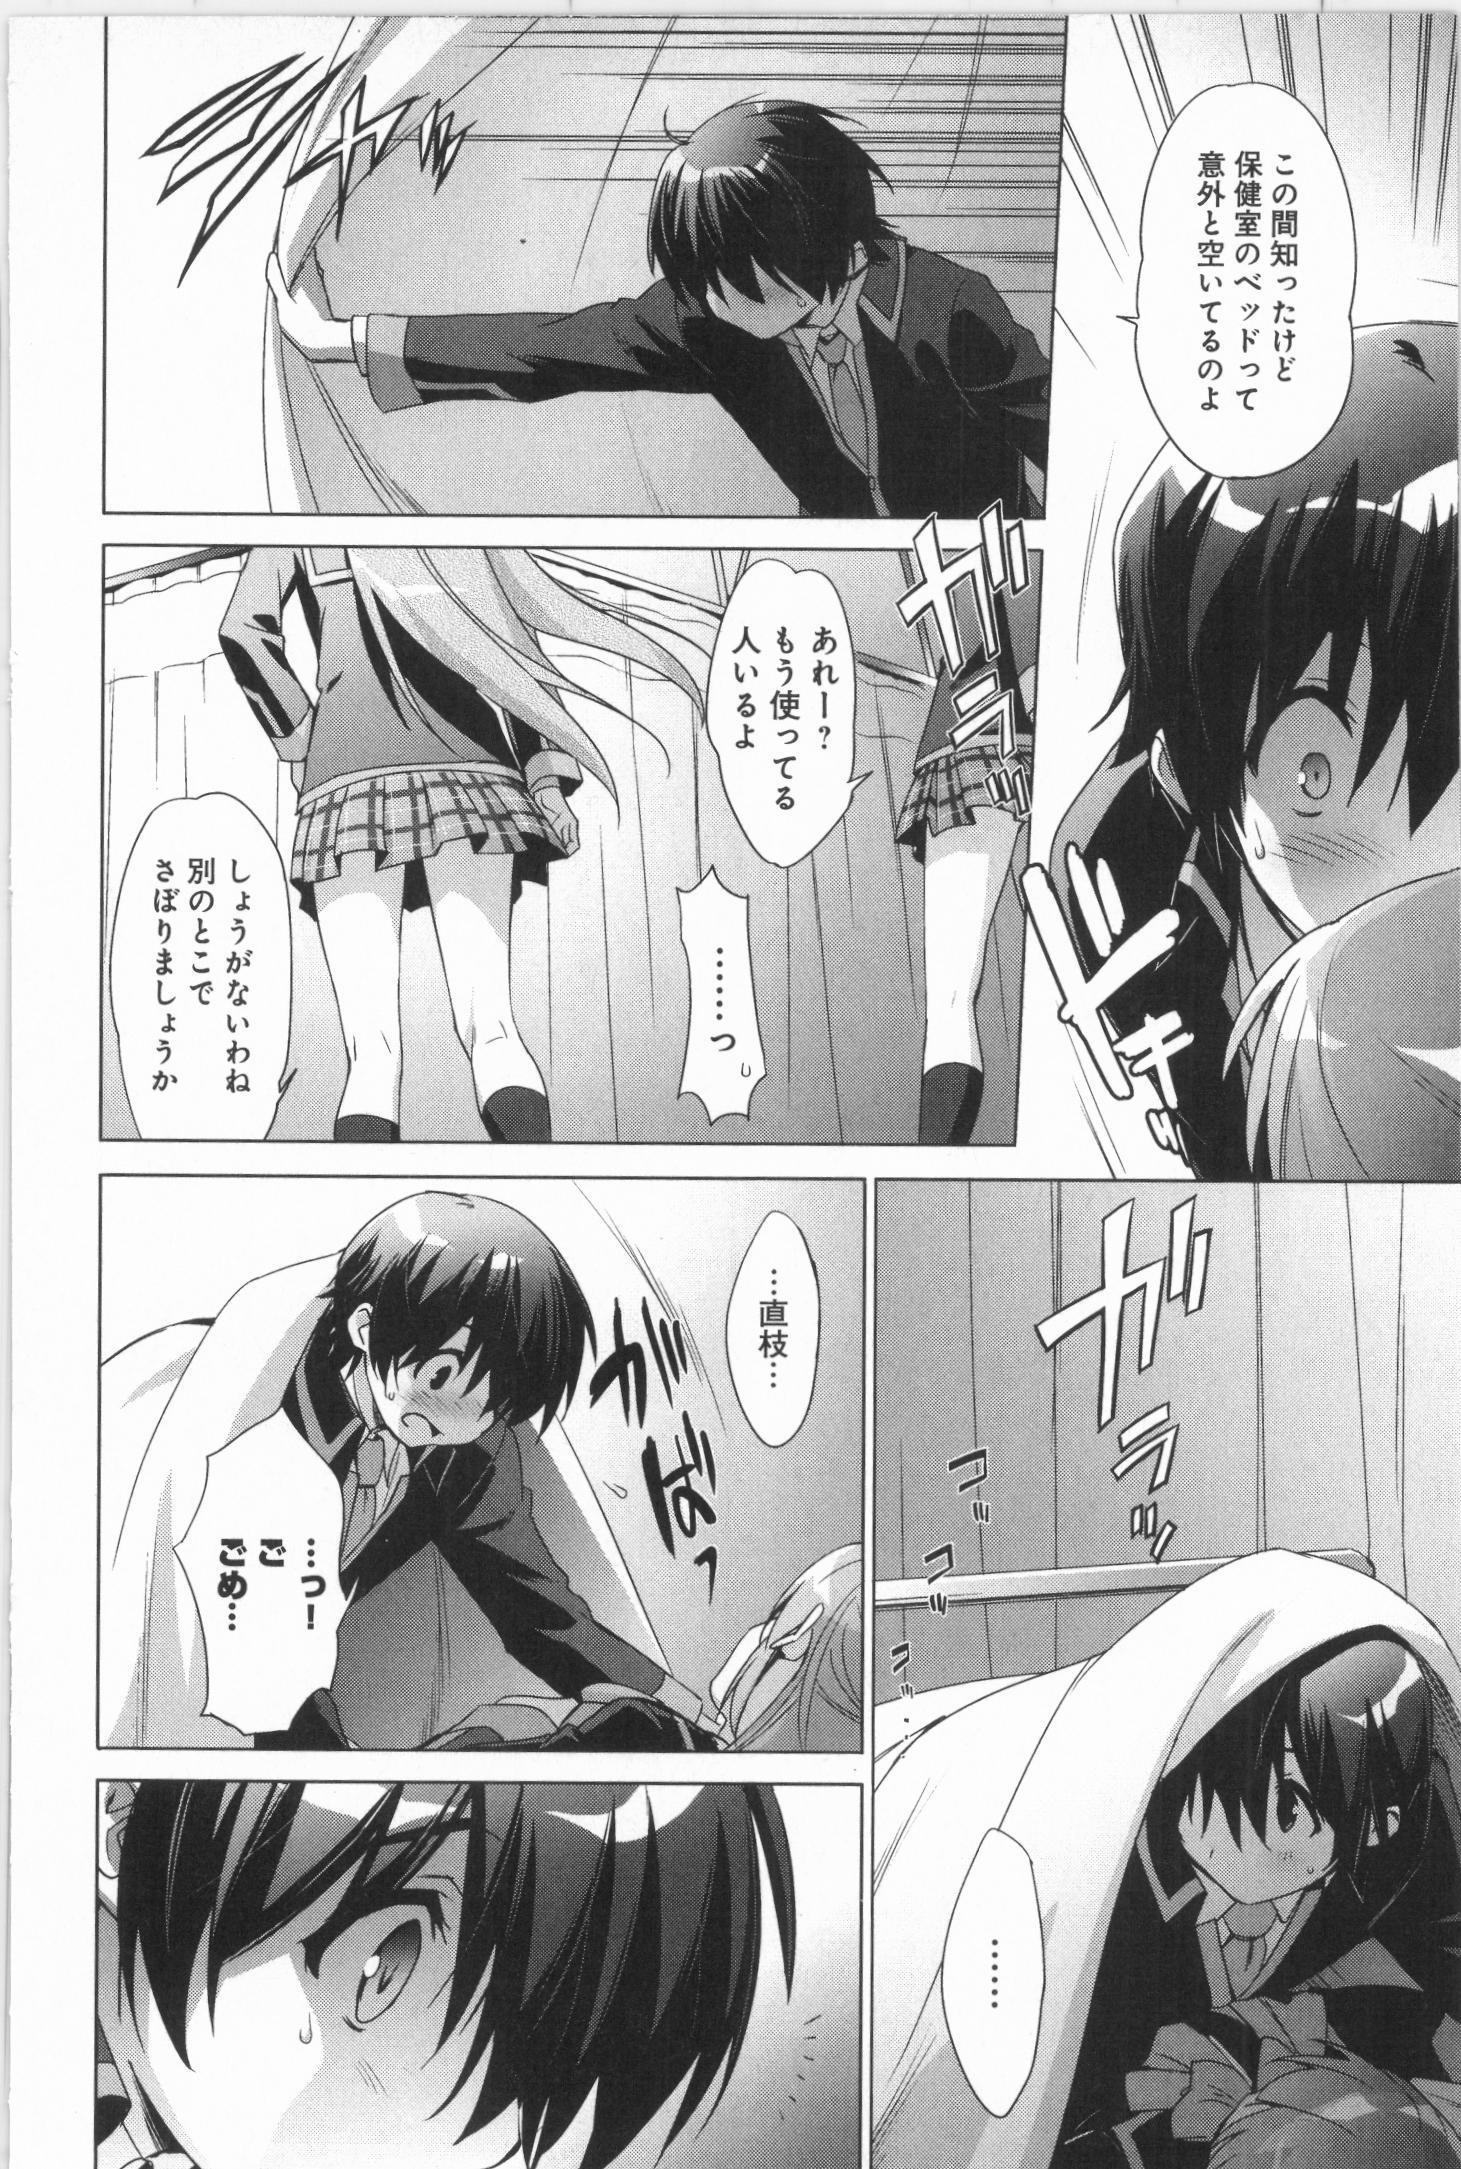 この間知ったけど
保健室のベッドって
意外と空いてるのよ
ドキ
バッ
ガラ
あれー？
もう使ってる
人いるよ
………っ
しょうがないわね
別のとこで
さぼりましょうか
ガラ
コツ
コツ
コツ
………
…直枝…
がばっ
…っ！
ご
ごめ…